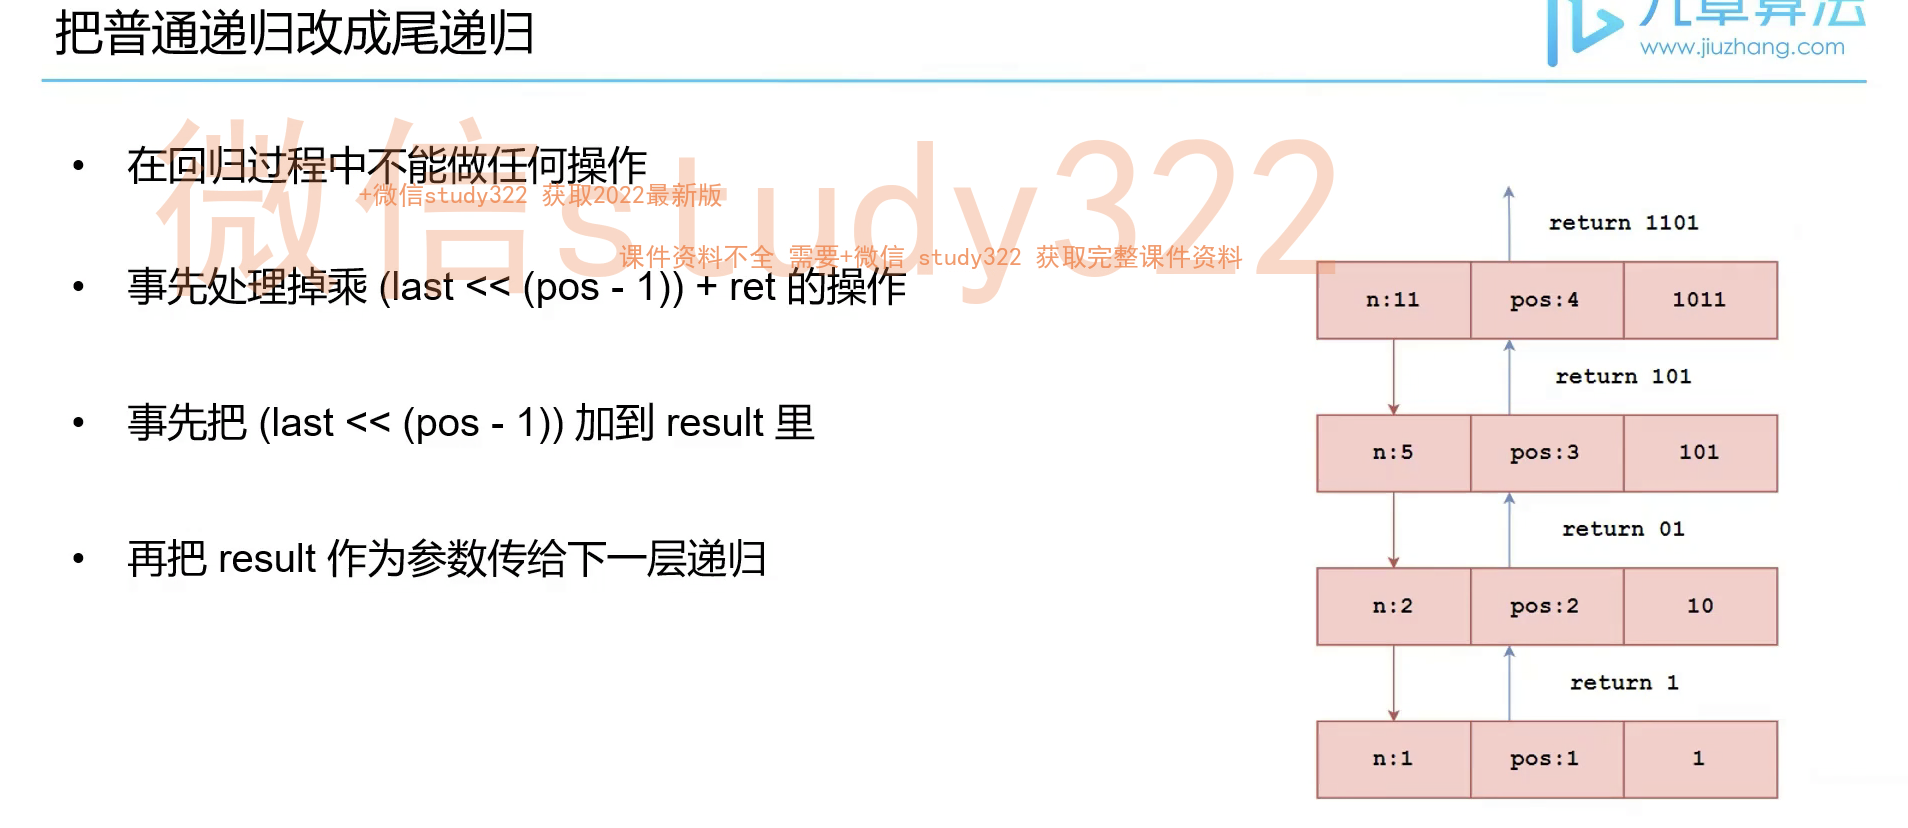 把普通递归改成尾递归
九章算法
www.jiuzhang.com
• 在回归过程中不能做任何操作
微信study322
+微信study322 获取2022最新版
课件资料不全 需要+微信 study322 获取完整课件资料
• 事先处理掉乘 (last << (pos - 1)) + ret 的操作
• 事先把 (last << (pos - 1)) 加到 result 里
• 再把 result 作为参数传给下一层递归
return 1101
n:11 pos:4 1011
return 101
n:5 pos:3 101
return 01
n:2 pos:2 10
return 1
n:1 pos:1 1